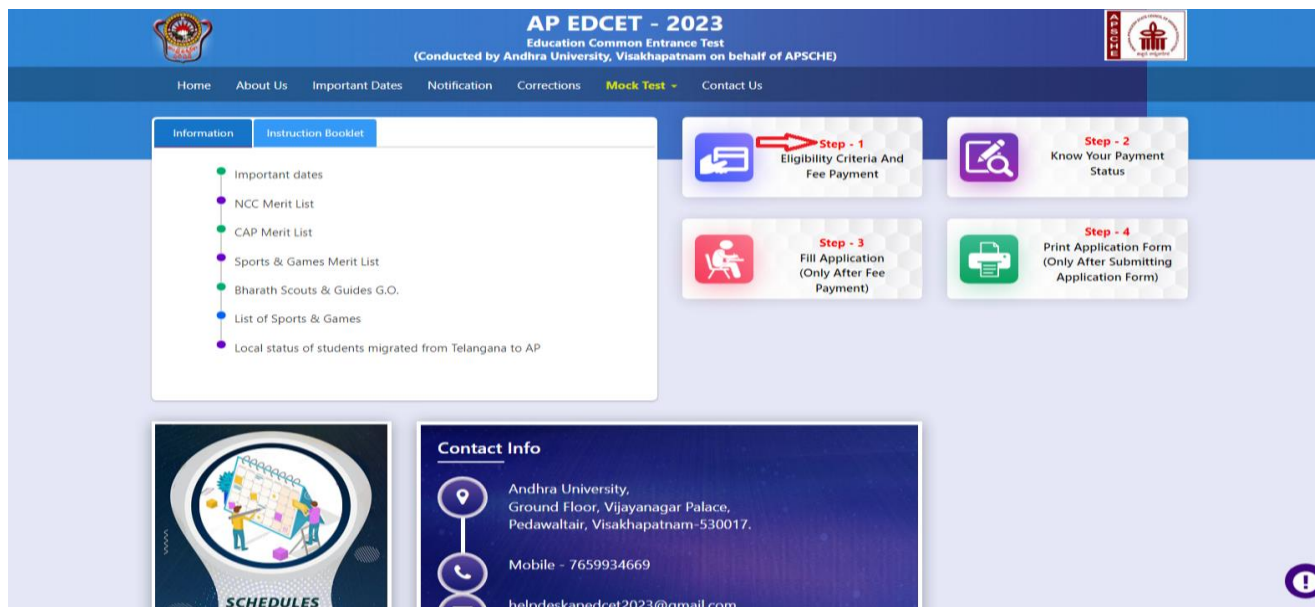 AP EDCET - 2023
Education Common Entrance Test
(Conducted by Andhra University, Visakhapatnam on behalf of APSCHE)
APSCHE
Home About Us Important Dates Notification Corrections Mock Test Contact Us
Information Instruction Booklet
Important dates
NCC Merit List
CAP Merit List
Sports & Games Merit List
Bharath Scouts & Guides G.O.
List of Sports & Games
Local status of students migrated from Telangana to AP
Step - 1
Eligibility Criteria And
Fee Payment
Step - 2
Know Your Payment
Status
Step - 3
Fill Application
(Only After Fee
Payment)
Step - 4
Print Application Form
(Only After Submitting
Application Form)
SCHEDULES
Contact Info
Andhra University,
Ground Floor, Vijayanagar Palace,
Pedawaltair, Visakhapatnam-530017.
Mobile - 7659934669
helpdeskapedcet2023@gmail.com